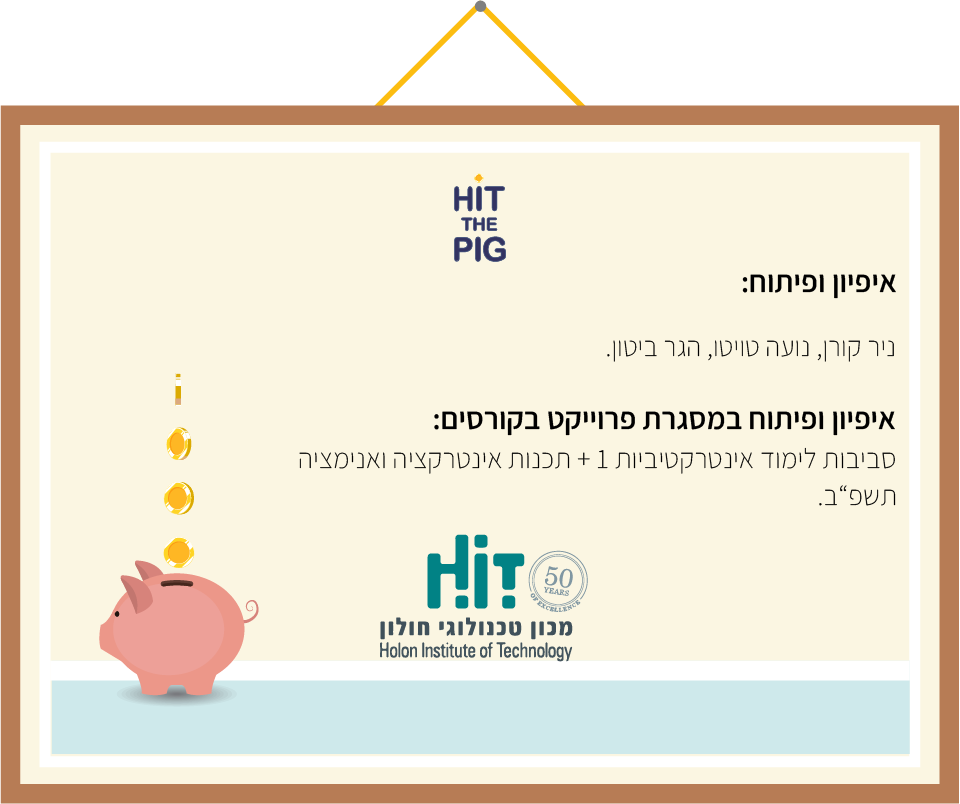 HiT
THE
PIG
איפיון ופיתוח:
ניר קורן, נועה טויטו, הגר ביטון.
איפיון ופיתוח במסגרת פרוייקט בקורסים:
סביבות לימוד אינטרקטיביות 1 + תכנות אינטרקציה ואנימציה
תשפ“ב.
HiT
50
YEARS
OF EXCELLENCE
מכון טכנולוגי חולון
Holon Institute of Technology